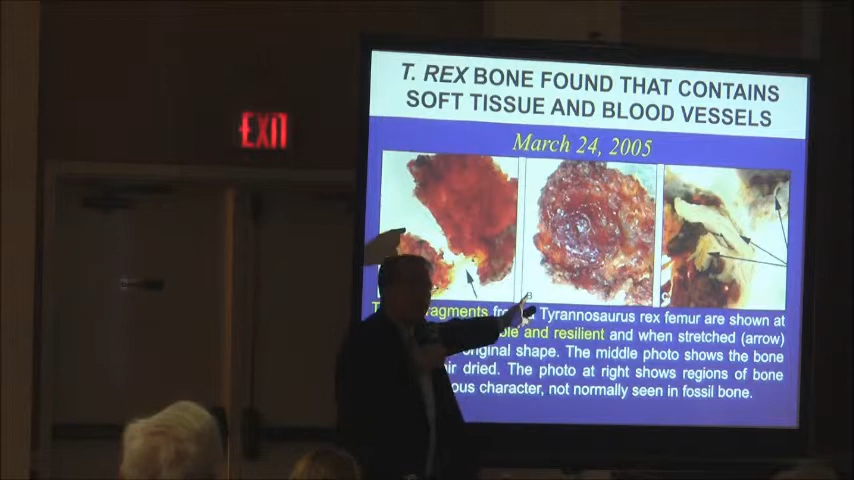 EXIT
T. REX BONE FOUND THAT CONTAINS
SOFT TISSUE AND BLOOD VESSELS
March 24, 2005
fragments Tyrannosaurus rex femur are shown at
and resilient and when stretched (arrow)
original shape. The middle photo shows the bone
dried. The photo at right shows regions of bone
character, not normally seen in fossil bone.